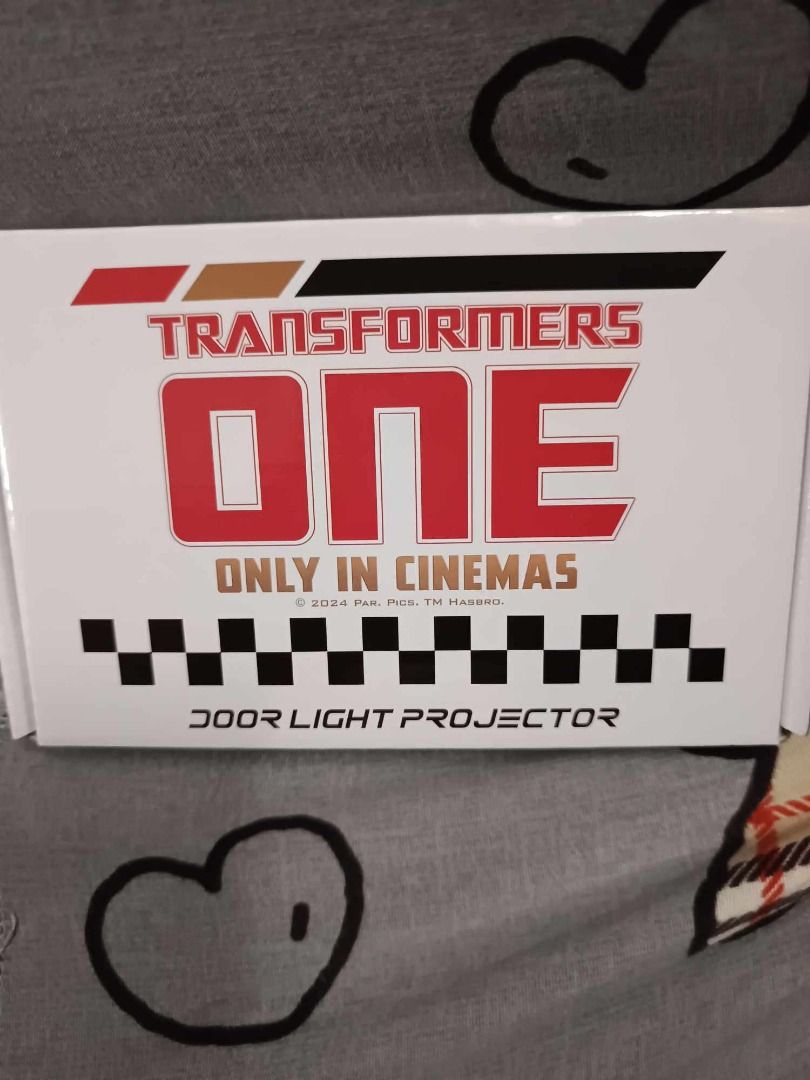 TRANSFORMERS
ONE
ONLY IN CINEMAS
© 2024 PAR. PICS. TM HASBRO.
DOOR LIGHT PROJECTOR